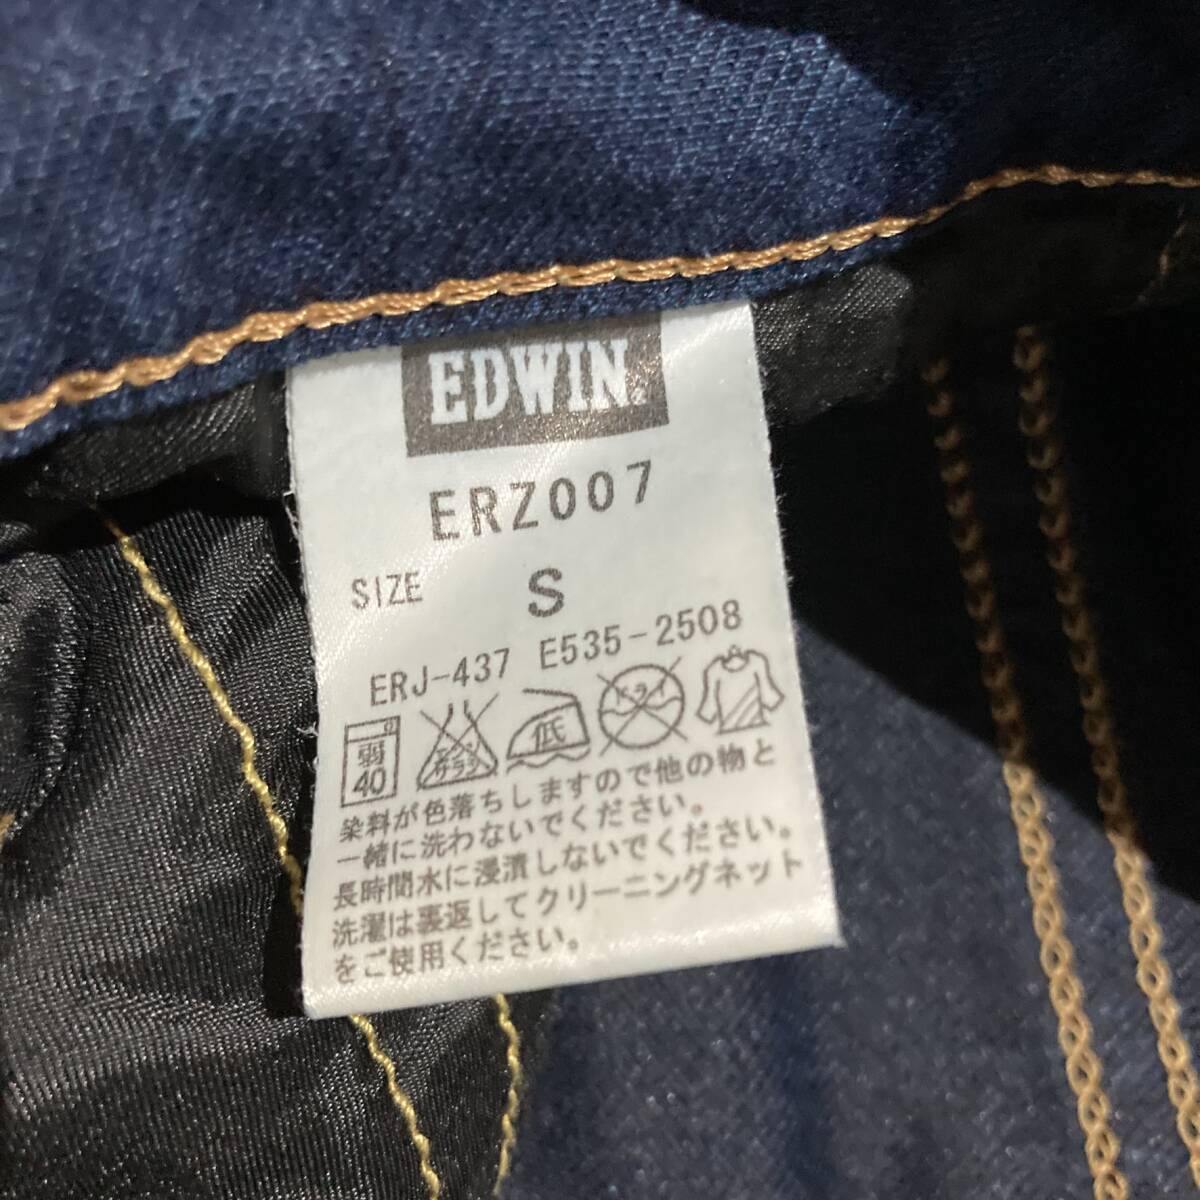 EDWIN
ERZ007
SIZE S
ERJ-437 E535-2508
弱 40 サラシ 低 ドライ
染料が色落ちしますので他の物と
一緒に洗わないでください。
長時間水に浸漬しないでください。
洗濯は裏返してクリーニングネット
をご使用ください。